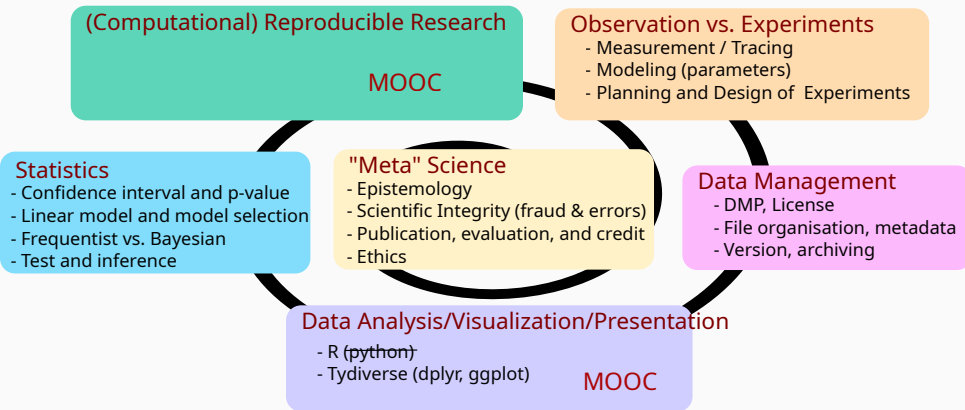 (Computational) Reproducible Research
MOOC
Observation vs. Experiments
- Measurement / Tracing
- Modeling (parameters)
- Planning and Design of Experiments
Statistics
- Confidence interval and p-value
- Linear model and model selection
- Frequentist vs. Bayesian
- Test and inference
"Meta" Science
- Epistemology
- Scientific Integrity (fraud & errors)
- Publication, evaluation, and credit
- Ethics
Data Management
- DMP, License
- File organisation, metadata
- Version, archiving
Data Analysis/Visualization/Presentation
- R (python)
- Tydiverse (dplyr, ggplot)
MOOC